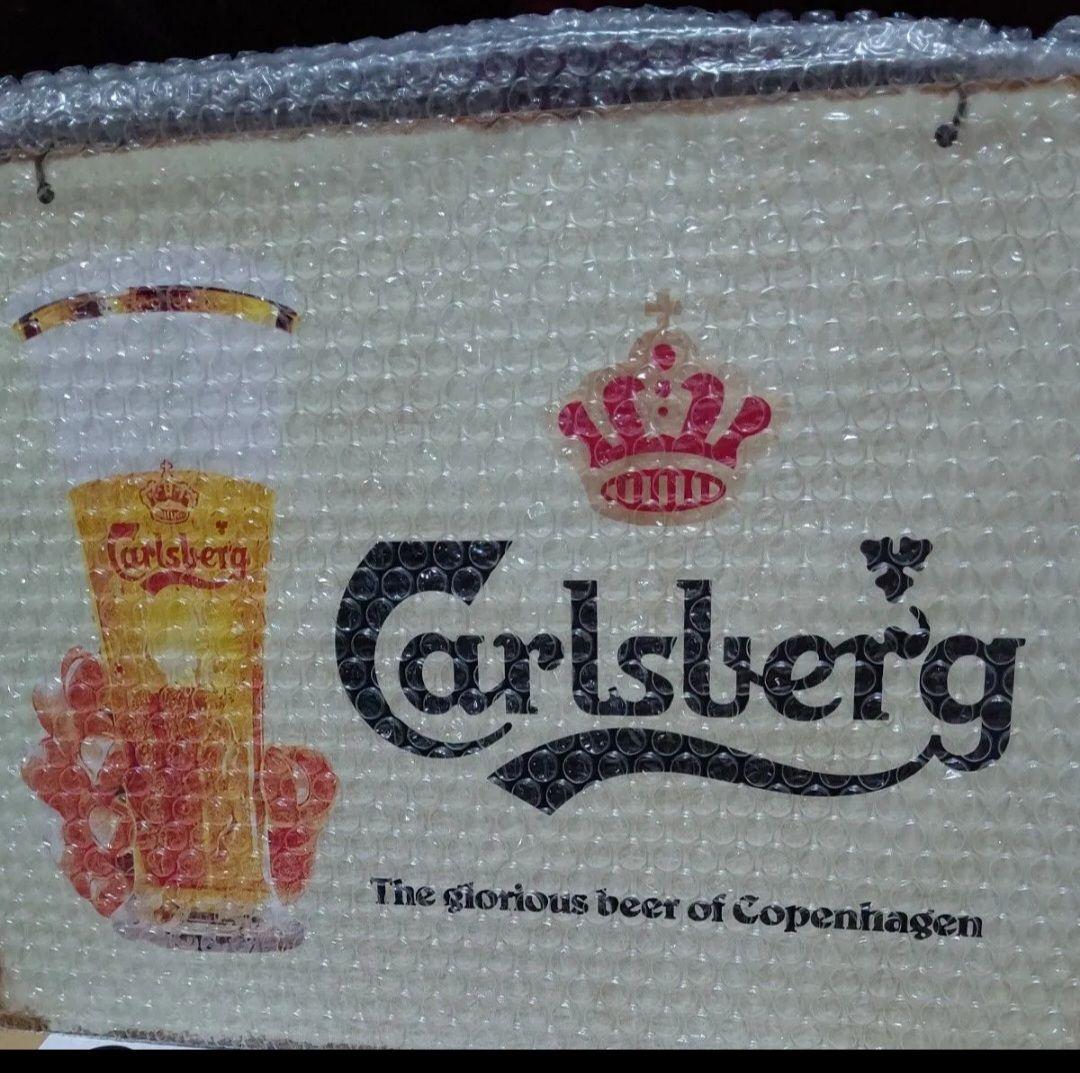 Carlsberg
Carlsberg
The glorious beer of Copenhagen